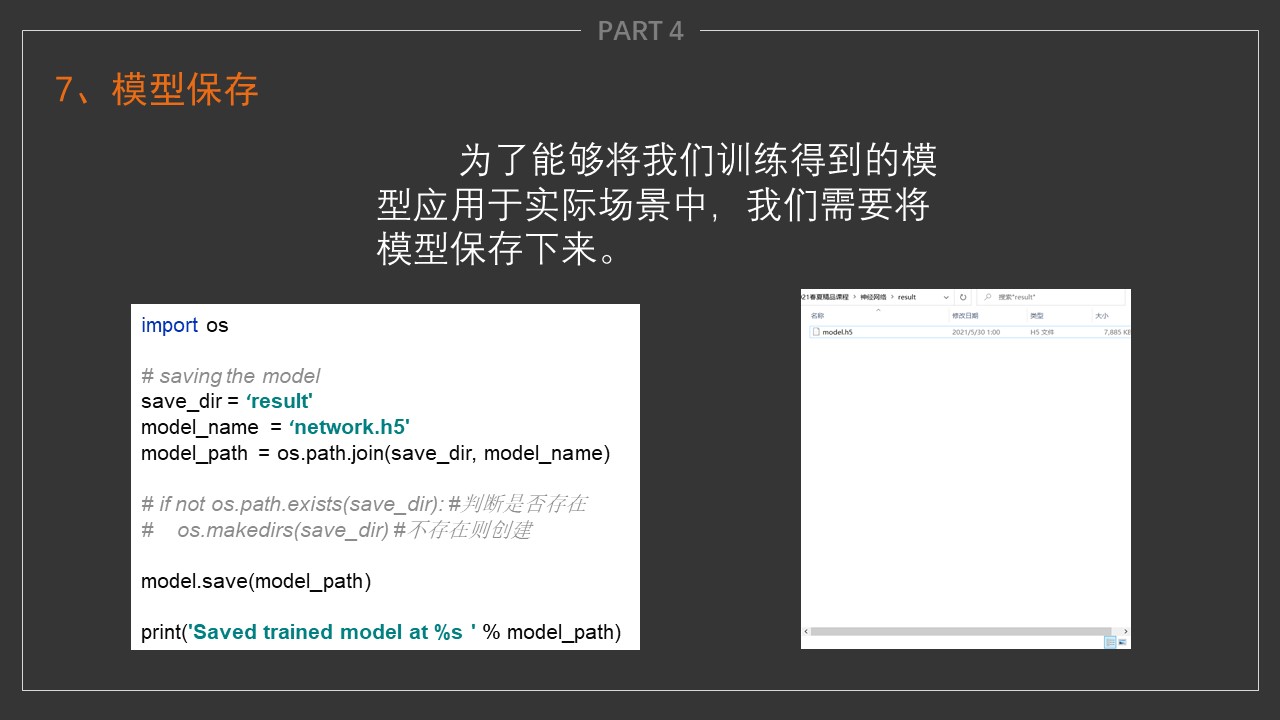 PART 4
7、模型保存
为了能够将我们训练得到的模
型应用于实际场景中，我们需要将
模型保存下来。
import os
# saving the model
save_dir = ‘result'
model_name = ‘network.h5'
model_path = os.path.join(save_dir, model_name)
# if not os.path.exists(save_dir): #判断是否存在
# os.makedirs(save_dir) #不存在则创建
model.save(model_path)
print('Saved trained model at %s ' % model_path)
021春夏精品课程 > 神经网络 > result
搜索"result"
名称 修改日期 类型 大小
model.h5 2021/5/30 1:00 H5 文件 7,885 KB